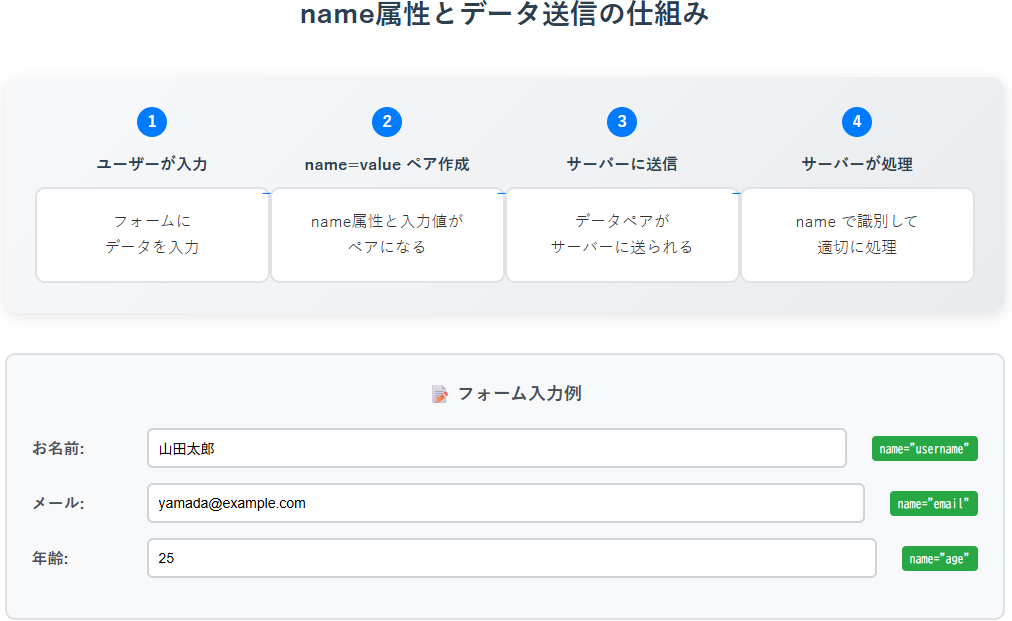 name属性とデータ送信の仕組み
1
2
3
4
ユーザーが入力
name=value ペア作成
サーバーに送信
サーバーが処理
フォームに
データを入力
name属性と入力値が
ペアになる
データペアが
サーバーに送られる
name で識別して
適切に処理
フォーム入力例
お名前:
山田太郎
name="username"
メール:
yamada@example.com
name="email"
年齢:
25
name="age"